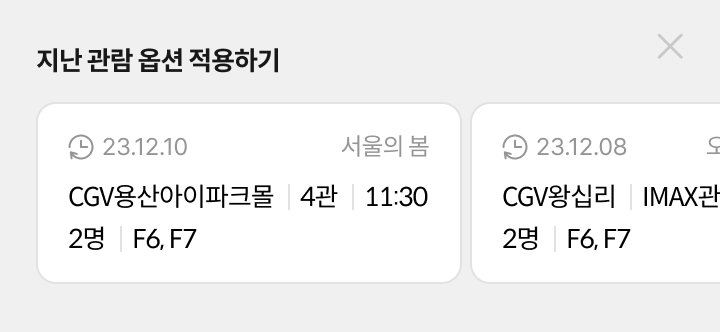 지난 관람 옵션 적용하기
23.12.10 서울의 봄
CGV용산아이파크몰 4관 11:30
2명 F6, F7
23.12.08
CGV왕십리 IMAX관
2명 F6, F7